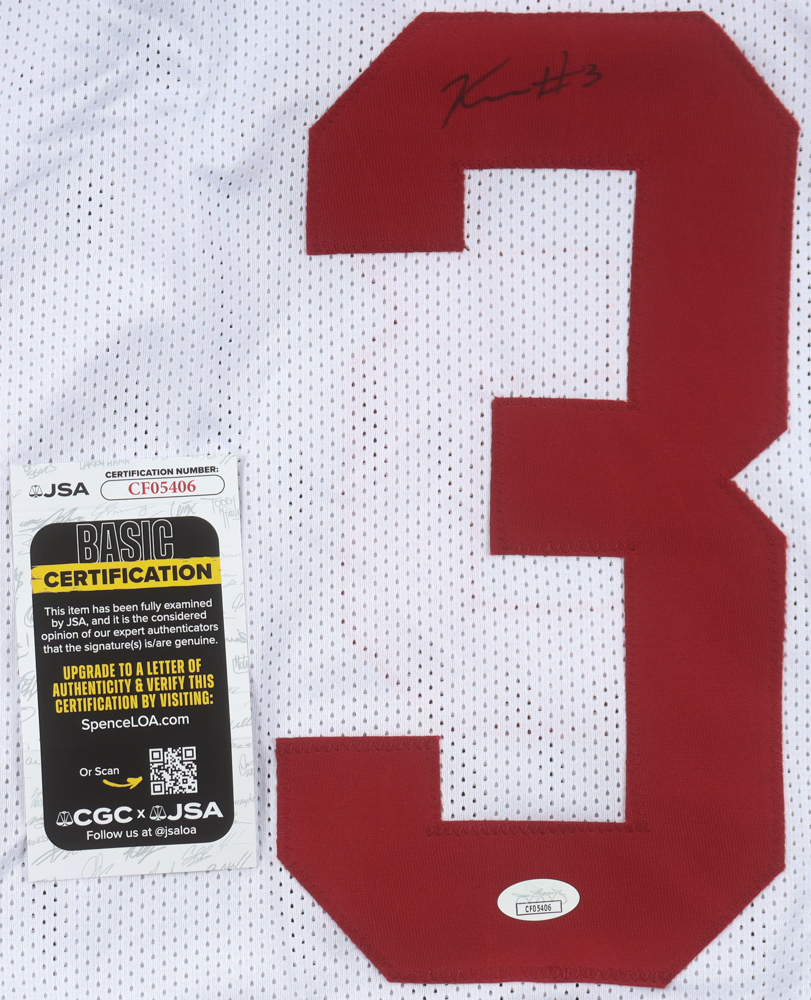 #3
3
CERTIFICATION NUMBER:
JSA CF05406
BASIC
CERTIFICATION
This item has been fully examined
by JSA, and it is the considered
opinion of our expert authenticators
that the signature(s) is/are genuine.
UPGRADE TO A LETTER OF
AUTHENTICITY & VERIFY THIS
CERTIFICATION BY VISITING:
SpenceLOA.com
Or Scan
CGC x JSA
Follow us at @jsaloa
CF05406